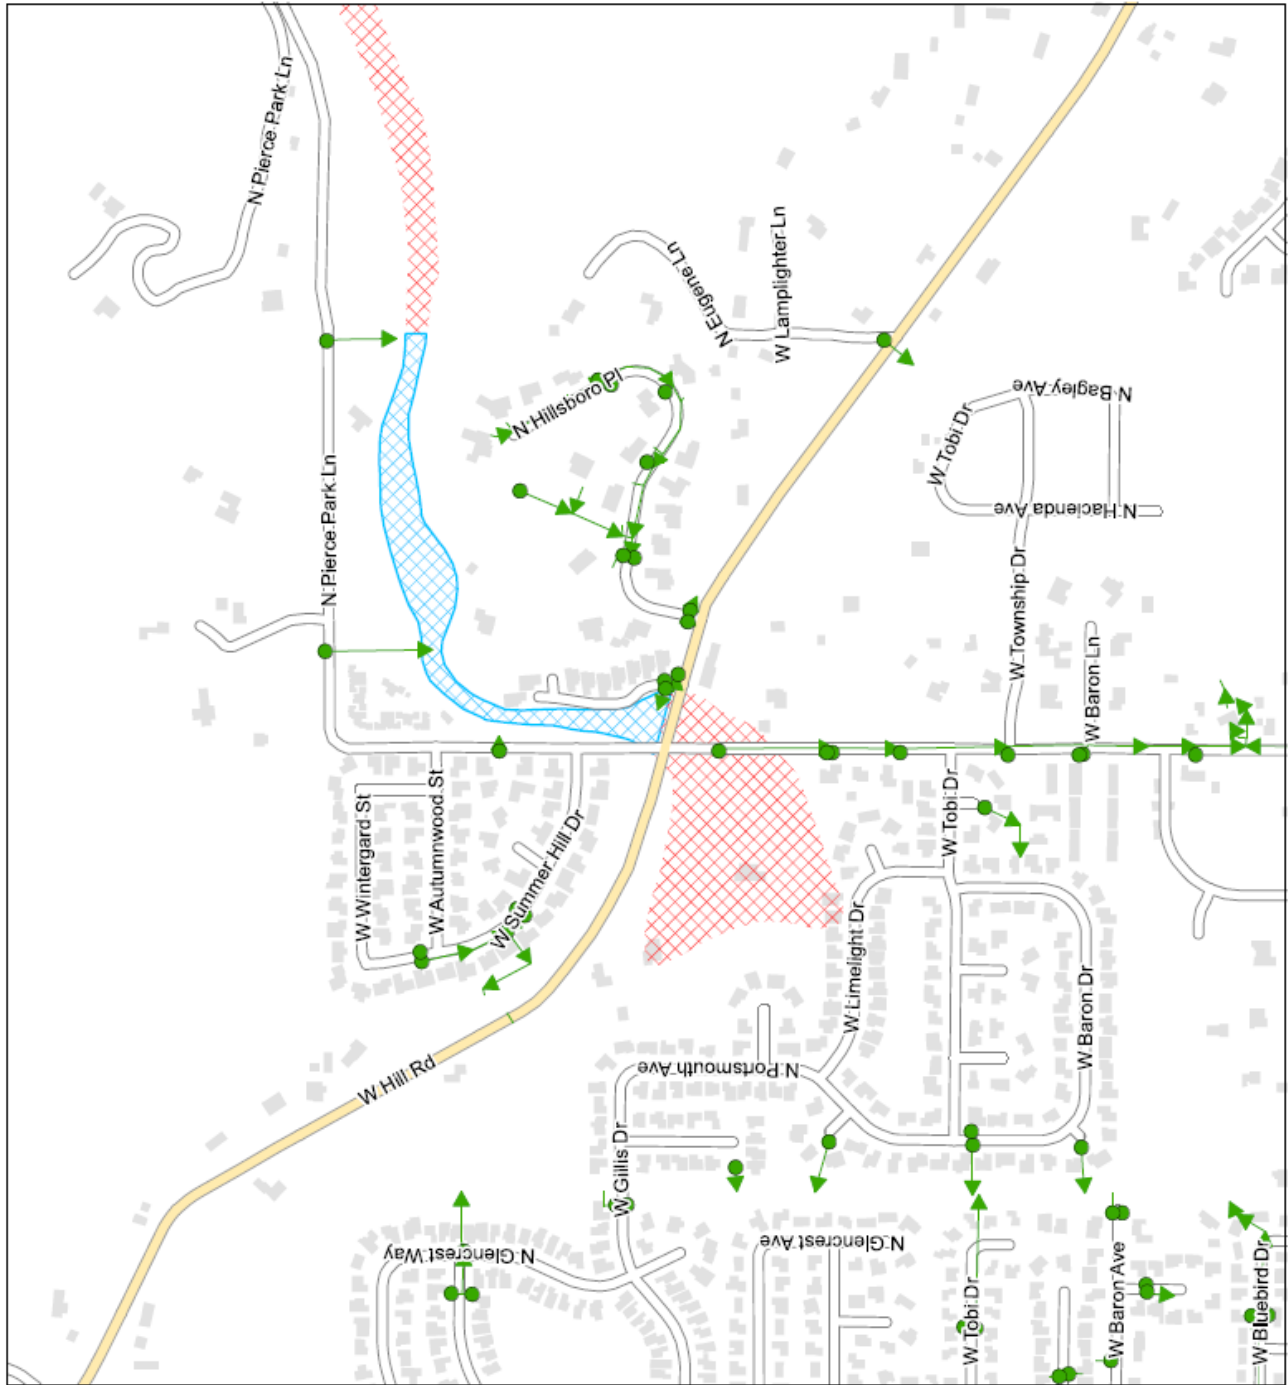 N Pierce Park Ln
W Lamplighter Ln
N Eugene Ln
N Hillsboro Pl
N Bagley Ave
W Tobi Dr
N Hacienda Ave
N Pierce Park Ln
W Township Dr
W Baron Ln
W Tobi Dr
W Wintergard St
W Autumnwood St
W Summer Hill Dr
W Limelight Dr
W Baron Dr
W Hill Rd
N Portsmouth Ave
W Gillis Dr
N Glencrest Way
N Glencrest Ave
W Tobi Dr
W Baron Ave
W Bluebird Dr